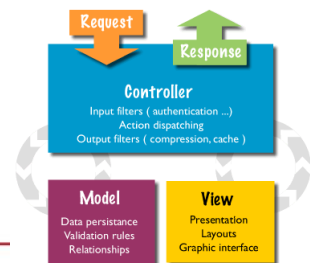 Request
Response
Controller
Input filters ( authentication ...)
Action dispatching
Output filters ( compression, cache )
Model
Data persistance
Validation rules
Relationships
View
Presentation
Layouts
Graphic interface